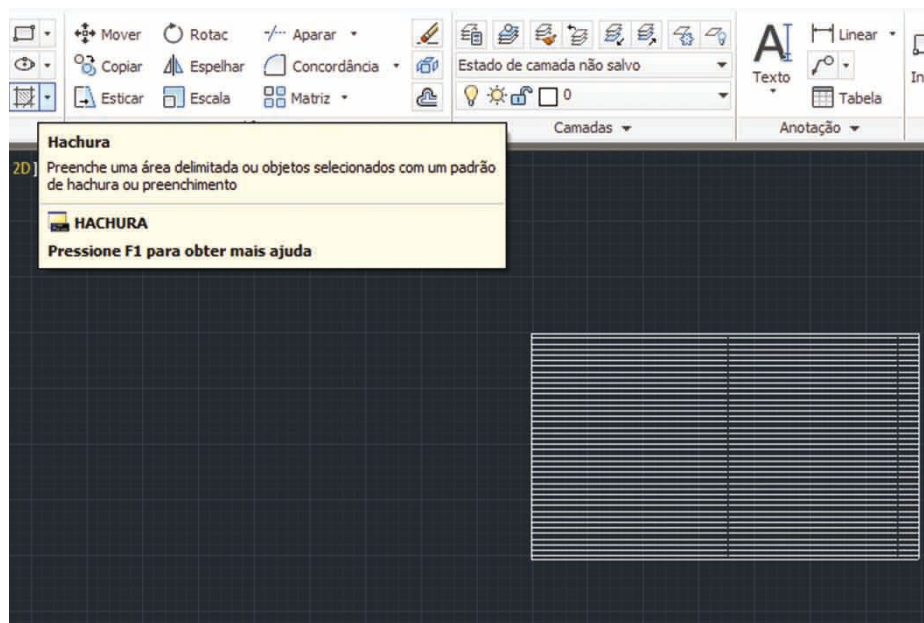 Mover Rotac Aparar Linear
Copiar Espelhar Concordância Estado de camada não salvo Texto
Esticar Escala Matriz 0 Tabela
Camadas Anotação
Hachura
2D]
Preenche uma área delimitada ou objetos selecionados com um padrão
de hachura ou preenchimento
HACHURA
Pressione F1 para obter mais ajuda